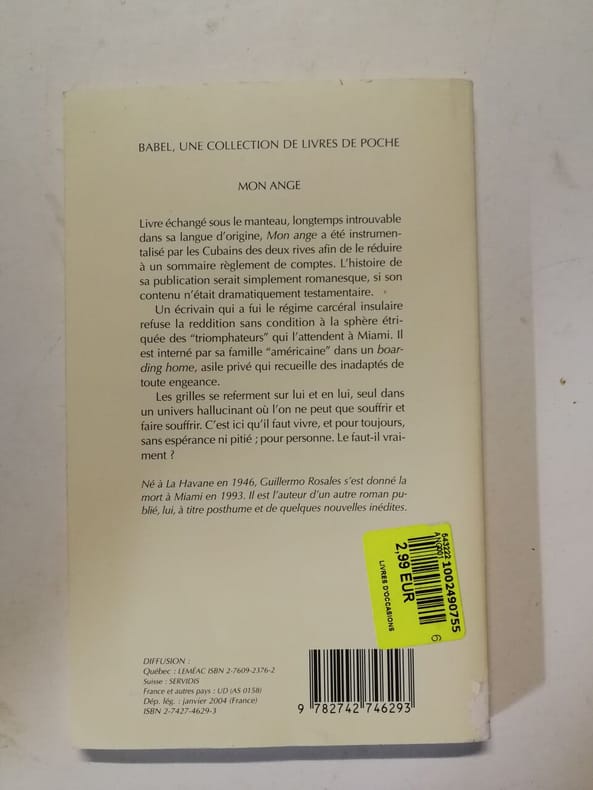 BABEL, UNE COLLECTION DE LIVRES DE POCHE
MON ANGE
Livre échangé sous le manteau, longtemps introuvable
dans sa langue d'origine, Mon ange a été instrumen-
talisé par les Cubains des deux rives afin de le réduire
à un sommaire règlement de comptes. L'histoire de
sa publication serait simplement romanesque, si son
contenu n'était dramatiquement testamentaire.
Un écrivain qui a fui le régime carcéral insulaire
refuse la reddition sans condition à la sphère étri-
quée des "triomphateurs" qui l'attendent à Miami. Il
est interné par sa famille "américaine" dans un boar-
ding home, asile privé qui recueille des inadaptés de
toute engeance.
Les grilles se referment sur lui et en lui, seul dans
un univers hallucinant où l'on ne peut que souffrir et
faire souffrir. C'est ici qu'il faut vivre, et pour toujours,
sans espérance ni pitié ; pour personne. Le faut-il vrai-
ment ?
Né à La Havane en 1946, Guillermo Rosales s'est donné la
mort à Miami en 1993. Il est l'auteur d'un autre roman pu-
blié, lui, à titre posthume et de quelques nouvelles inédites.
543222
1002490755
2,99 EUR
LIVRES D'OCCASIONS
6
DIFFUSION :
Québec : LEMÉAC ISBN 2-7609-2376-2
Suisse : SERVIDIS
France et autres pays : UD (AS 0158)
Dép. lég. : janvier 2004 (France)
ISBN 2-7427-4629-3
9 782742 746293